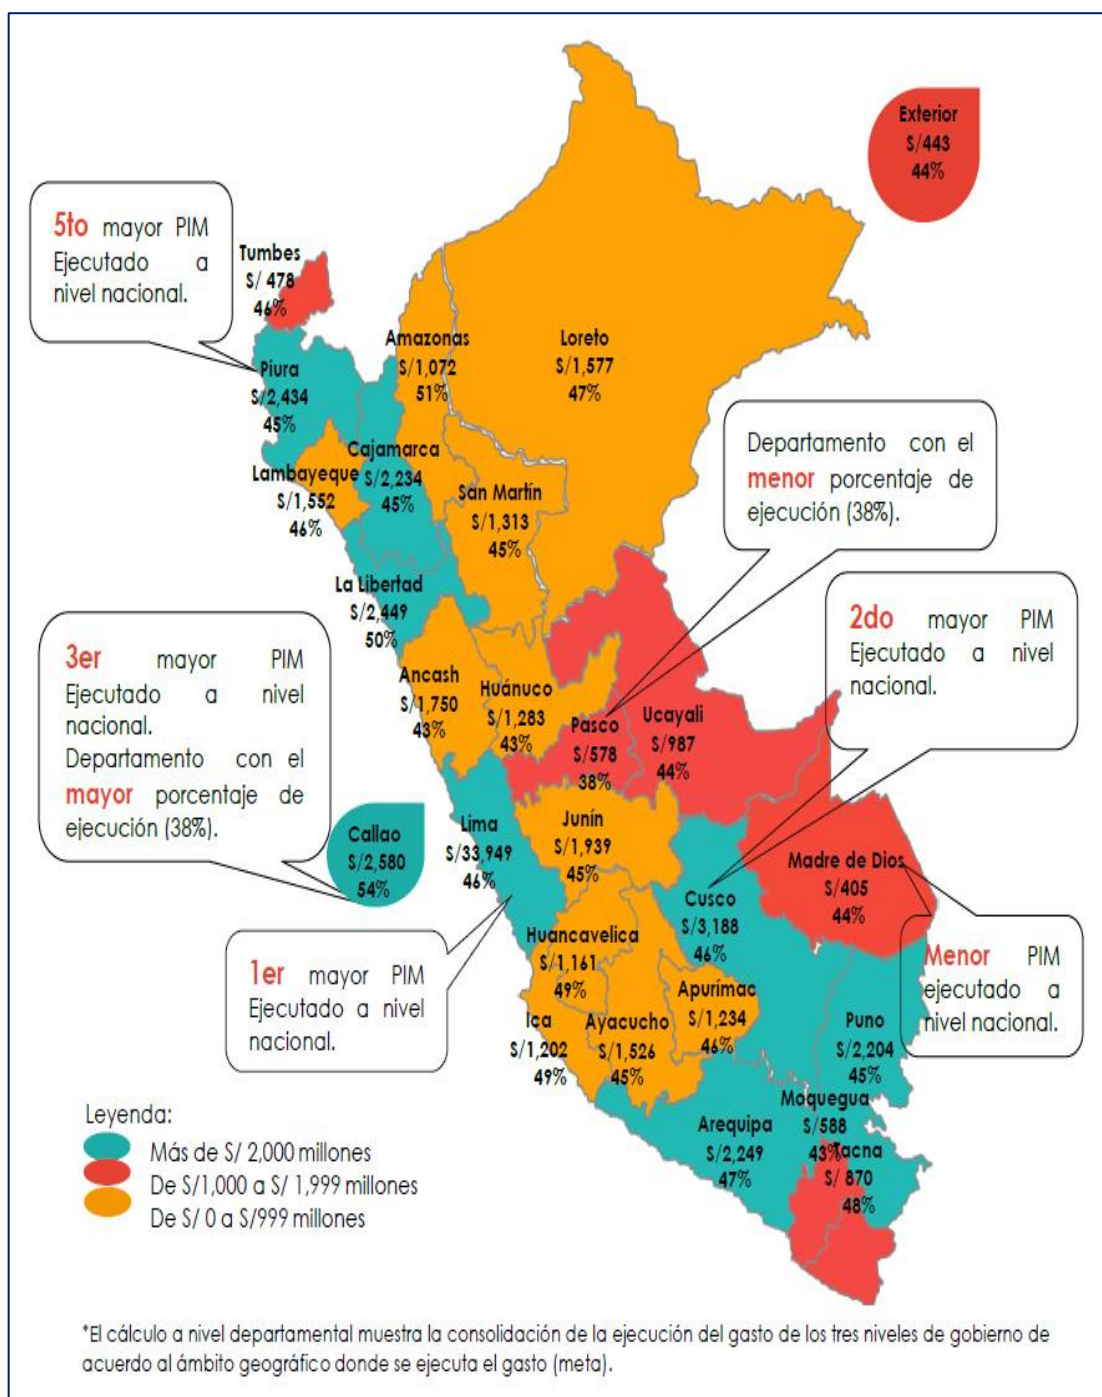 Exterior
S/443
44%
5to mayor PIM
Ejecutado a
nivel nacional.
Tumbes
S/ 478
46%
Amazonas
S/1,072
51%
Loreto
S/1,577
47%
Piura
S/2,434
45%
Cajamarca
S/2,234
45%
Lambayeque
S/1,552
46%
San Martín
S/1,313
45%
Departamento con el
menor porcentaje de
ejecución (38%).
La Libertad
S/2,449
50%
2do mayor PIM
Ejecutado a nivel
nacional.
3er mayor PIM
Ejecutado a nivel
nacional.
Departamento con el
mayor porcentaje de
ejecución (38%).
Ancash
S/1,750
43%
Huánuco
S/1,283
43%
Pasco
S/578
38%
Ucayali
S/987
44%
Callao
S/2,580
54%
Lima
S/33,949
46%
Junín
S/1,939
45%
Madre de Dios
S/405
44%
Cusco
S/3,188
46%
1er mayor PIM
Ejecutado a nivel
nacional.
Huancavelica
S/1,161
49%
Menor PIM
ejecutado a
nivel nacional.
Apurímac
S/1,234
46%
Ica
S/1,202
49%
Ayacucho
S/1,526
45%
Puno
S/2,204
45%
Arequipa
S/2,249
47%
Moquegua
S/588
43%
Tacna
S/ 870
48%
Leyenda:
Más de S/ 2,000 millones
De S/1,000 a S/ 1,999 millones
De S/ 0 a S/999 millones
*El cálculo a nivel departamental muestra la consolidación de la ejecución del gasto de los tres niveles de gobierno de
acuerdo al ámbito geográfico donde se ejecuta el gasto (meta).